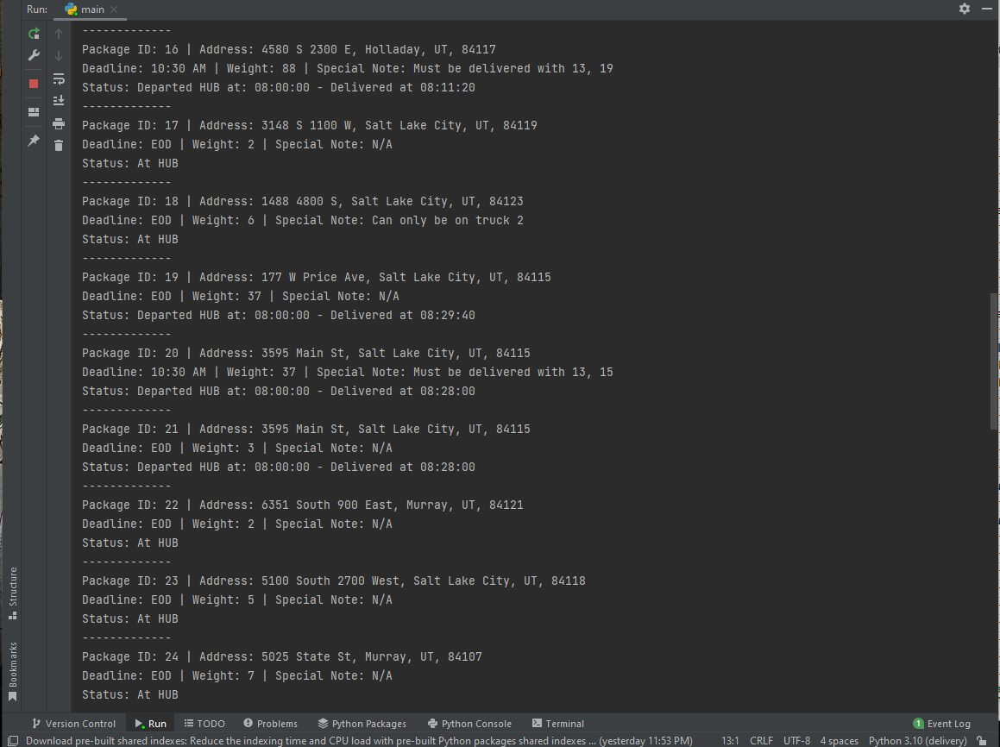 Run: main
-------------
Package ID: 16 | Address: 4580 S 2300 E, Holladay, UT, 84117
Deadline: 10:30 AM | Weight: 88 | Special Note: Must be delivered with 13, 19
Status: Departed HUB at: 08:00:00 - Delivered at 08:11:20
-------------
Package ID: 17 | Address: 3148 S 1100 W, Salt Lake City, UT, 84119
Deadline: EOD | Weight: 2 | Special Note: N/A
Status: At HUB
-------------
Package ID: 18 | Address: 1488 4800 S, Salt Lake City, UT, 84123
Deadline: EOD | Weight: 6 | Special Note: Can only be on truck 2
Status: At HUB
-------------
Package ID: 19 | Address: 177 W Price Ave, Salt Lake City, UT, 84115
Deadline: EOD | Weight: 37 | Special Note: N/A
Status: Departed HUB at: 08:00:00 - Delivered at 08:29:40
-------------
Package ID: 20 | Address: 3595 Main St, Salt Lake City, UT, 84115
Deadline: 10:30 AM | Weight: 37 | Special Note: Must be delivered with 13, 15
Status: Departed HUB at: 08:00:00 - Delivered at 08:28:00
-------------
Package ID: 21 | Address: 3595 Main St, Salt Lake City, UT, 84115
Deadline: EOD | Weight: 3 | Special Note: N/A
Status: Departed HUB at: 08:00:00 - Delivered at 08:28:00
-------------
Package ID: 22 | Address: 6351 South 900 East, Murray, UT, 84121
Deadline: EOD | Weight: 2 | Special Note: N/A
Status: At HUB
-------------
Package ID: 23 | Address: 5100 South 2700 West, Salt Lake City, UT, 84118
Deadline: EOD | Weight: 5 | Special Note: N/A
Status: At HUB
-------------
Package ID: 24 | Address: 5025 State St, Murray, UT, 84107
Deadline: EOD | Weight: 7 | Special Note: N/A
Status: At HUB
Structure
Bookmarks
Version Control Run TODO Problems Python Packages Python Console Terminal 1 Event Log
Download pre-built shared indexes: Reduce the indexing time and CPU load with pre-built Python packages shared indexes ... (yesterday 11:53 PM) 13:1 CRLF UTF-8 4 spaces Python 3.10 (delivery)